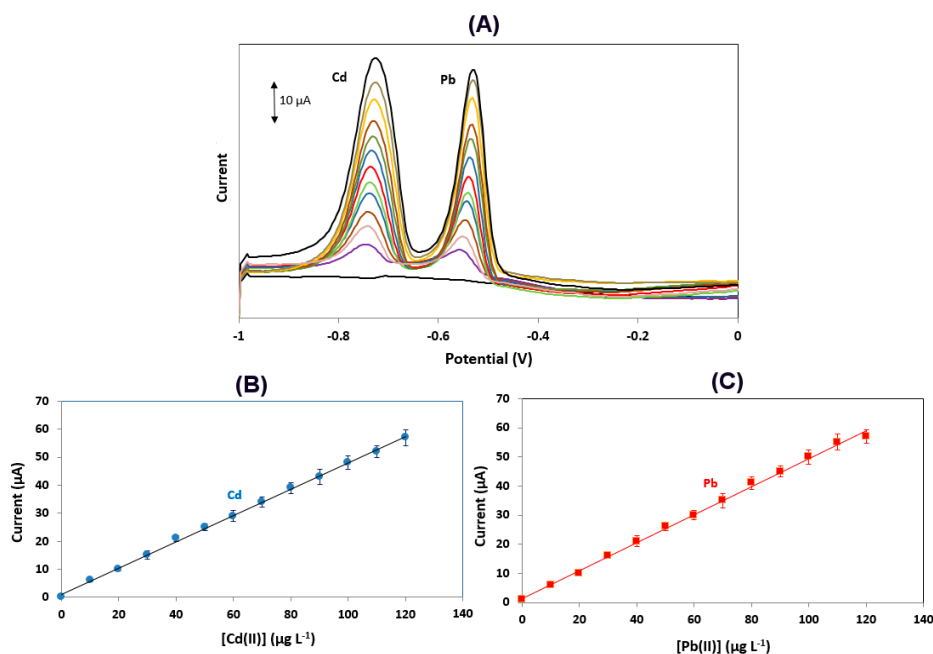 (A)
Cd
Pb
10 µA
Current
-1
-0.8
-0.6
-0.4
-0.2
0
Potential (V)
(B)
70
60
50
40
30
20
10
0
Current (µA)
Cd
0
20
40
60
80
100
120
140
[Cd(II)] (µg L⁻¹)
(C)
70
60
50
40
30
20
10
0
Current (µA)
Pb
0
20
40
60
80
100
120
140
[Pb(II)] (µg L⁻¹)